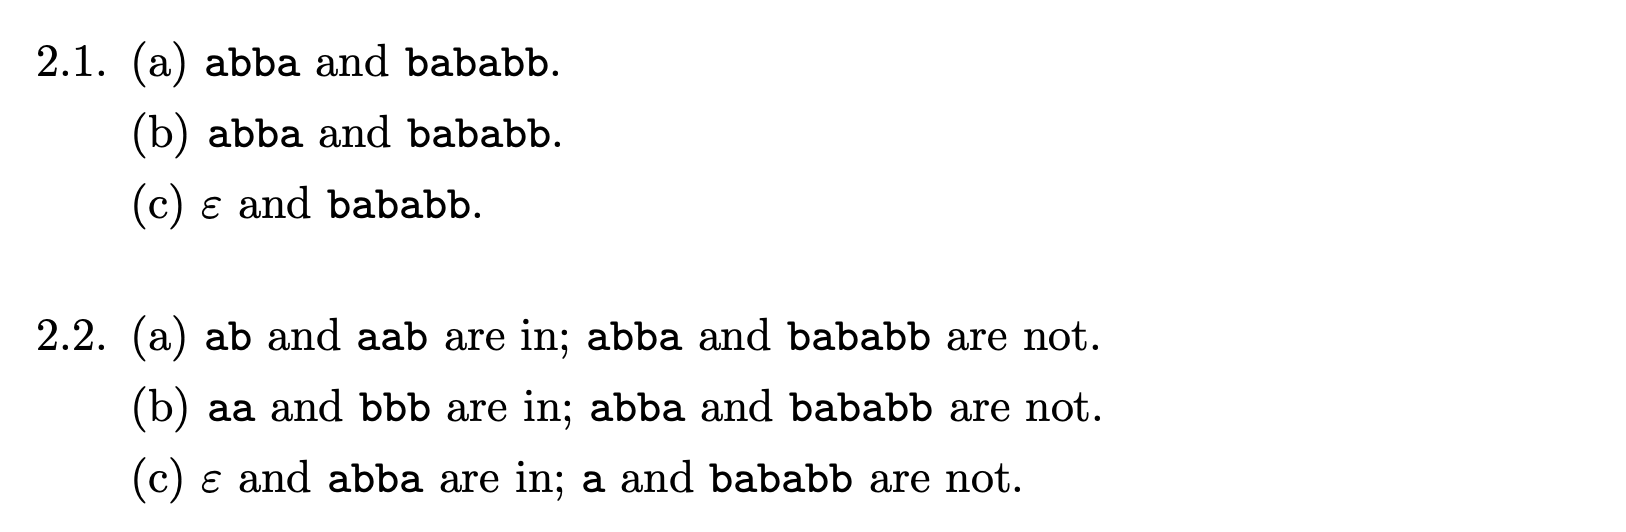 2.1. (a) abba and bababb.
(b) abba and bababb.
(c) ε and bababb.
2.2. (a) ab and aab are in; abba and bababb are not.
(b) aa and bbb are in; abba and bababb are not.
(c) ε and abba are in; a and bababb are not.